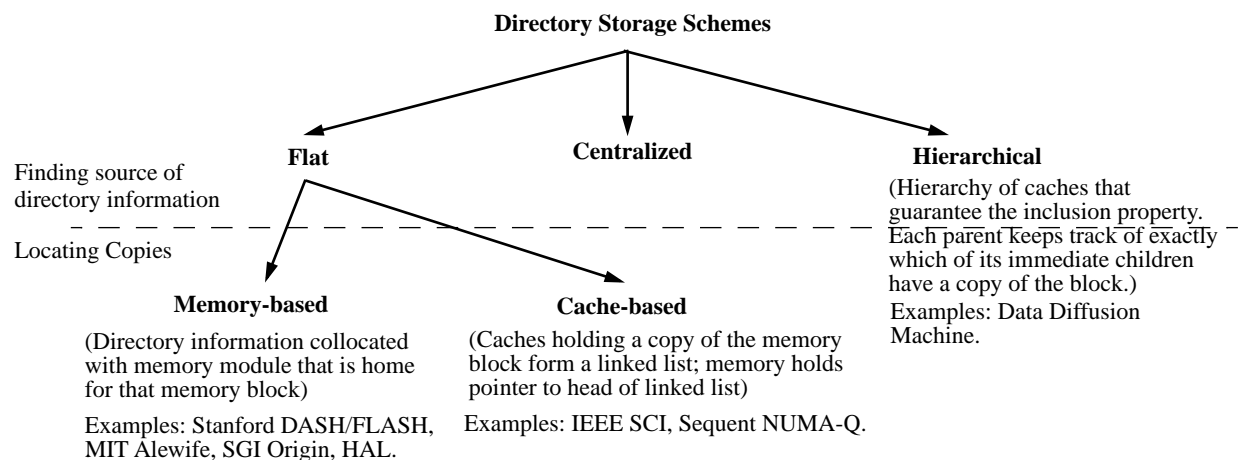 Directory Storage Schemes
Flat
Centralized
Hierarchical
Finding source of
directory information
(Hierarchy of caches that
guarantee the inclusion property.
Each parent keeps track of exactly
which of its immediate children
have a copy of the block.)
Examples: Data Diffusion
Machine.
Locating Copies
Memory-based
(Directory information collocated
with memory module that is home
for that memory block)
Examples: Stanford DASH/FLASH,
MIT Alewife, SGI Origin, HAL.
Cache-based
(Caches holding a copy of the memory
block form a linked list; memory holds
pointer to head of linked list)
Examples: IEEE SCI, Sequent NUMA-Q.